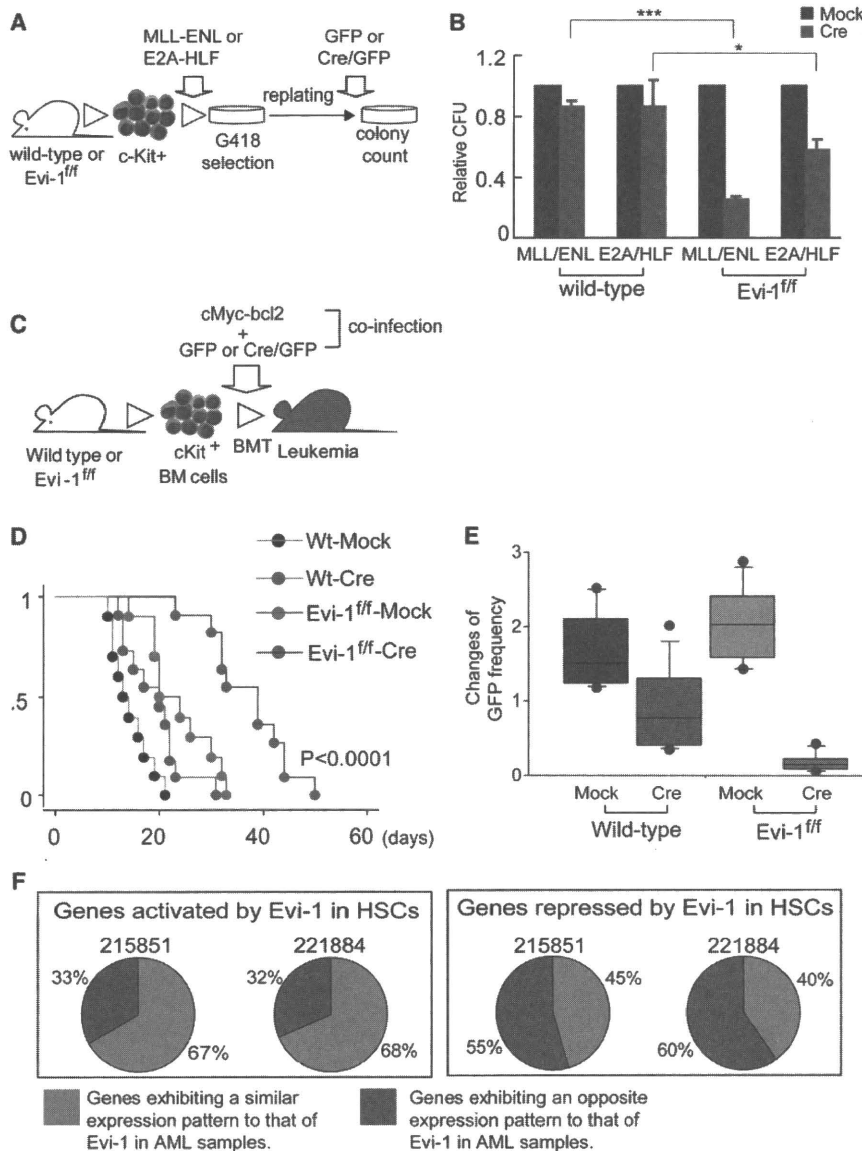 A
MLL-ENL or
E2A-HLF
GFP or
Cre/GFP
replating
wild-type or
Evi-1f/f
c-Kit+
G418
selection
colony
count
B
Mock
Cre
***
*
Relative CFU
1.2
0.8
0.4
0
MLL/ENL E2A/HLF MLL/ENL E2A/HLF
wild-type Evi-1f/f
C
cMyc-bcl2
+
GFP or Cre/GFP
co-infection
Wild type or
Evi-1f/f
cKit+
BM cells
BMT
Leukemia
D
Wt-Mock
Wt-Cre
Evi-1f/f-Mock
Evi-1f/f-Cre
1
.5
0
P<0.0001
0 20 40 60 (days)
E
Changes of
GFP frequency
3
2
1
0
Mock Cre Mock Cre
Wild-type Evi-1f/f
F
Genes activated by Evi-1 in HSCs
215851 221884
33% 67% 32% 68%
Genes repressed by Evi-1 in HSCs
215851 221884
45% 55% 40% 60%
Genes exhibiting a similar
expression pattern to that of
Evi-1 in AML samples.
Genes exhibiting an opposite
expression pattern to that of
Evi-1 in AML samples.